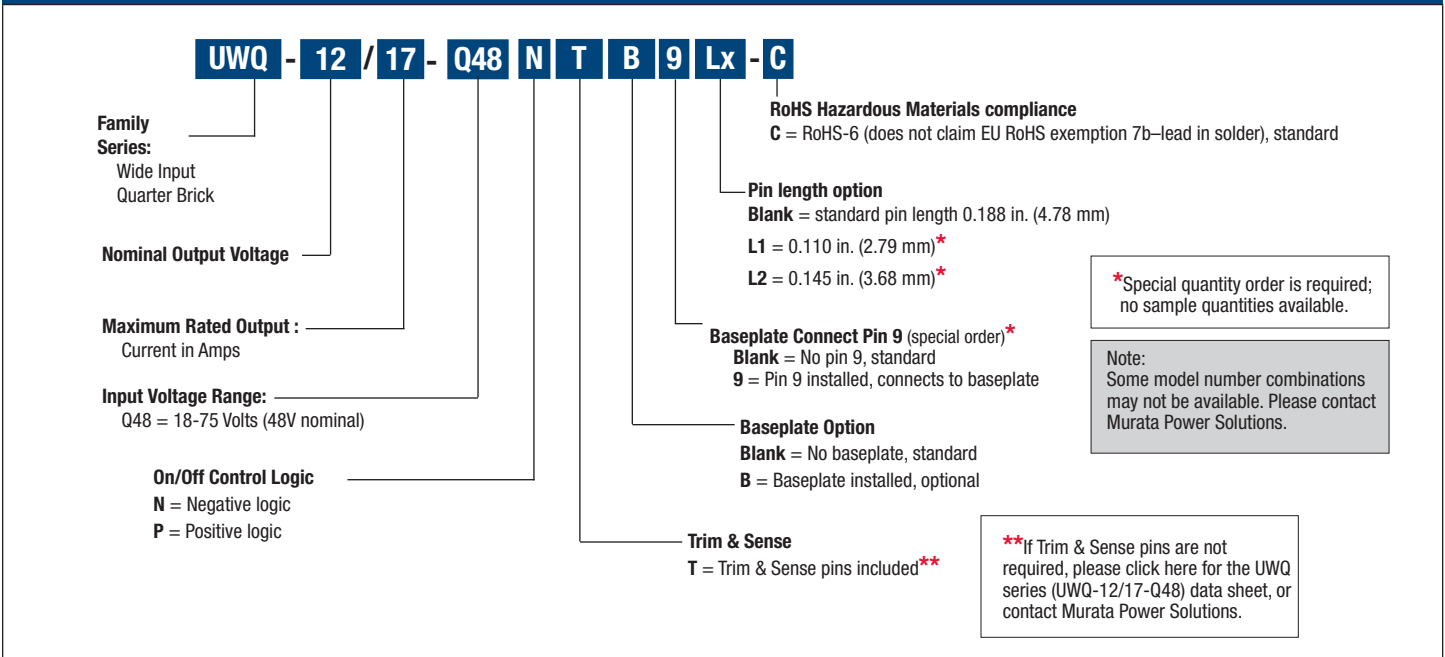 UWQ - 12 / 17 - Q48 N T B 9 Lx - C
RoHS Hazardous Materials compliance
C = RoHS-6 (does not claim EU RoHS exemption 7b–lead in solder), standard
Family
Series:
Wide Input
Quarter Brick
Pin length option
Blank = standard pin length 0.188 in. (4.78 mm)
L1 = 0.110 in. (2.79 mm)*
L2 = 0.145 in. (3.68 mm)*
Nominal Output Voltage
*Special quantity order is required;
no sample quantities available.
Maximum Rated Output :
Current in Amps
Baseplate Connect Pin 9 (special order)*
Blank = No pin 9, standard
9 = Pin 9 installed, connects to baseplate
Note:
Some model number combinations
may not be available. Please contact
Murata Power Solutions.
Input Voltage Range:
Q48 = 18-75 Volts (48V nominal)
Baseplate Option
Blank = No baseplate, standard
B = Baseplate installed, optional
On/Off Control Logic
N = Negative logic
P = Positive logic
Trim & Sense
T = Trim & Sense pins included**
**If Trim & Sense pins are not
required, please click here for the UWQ
series (UWQ-12/17-Q48) data sheet, or
contact Murata Power Solutions.